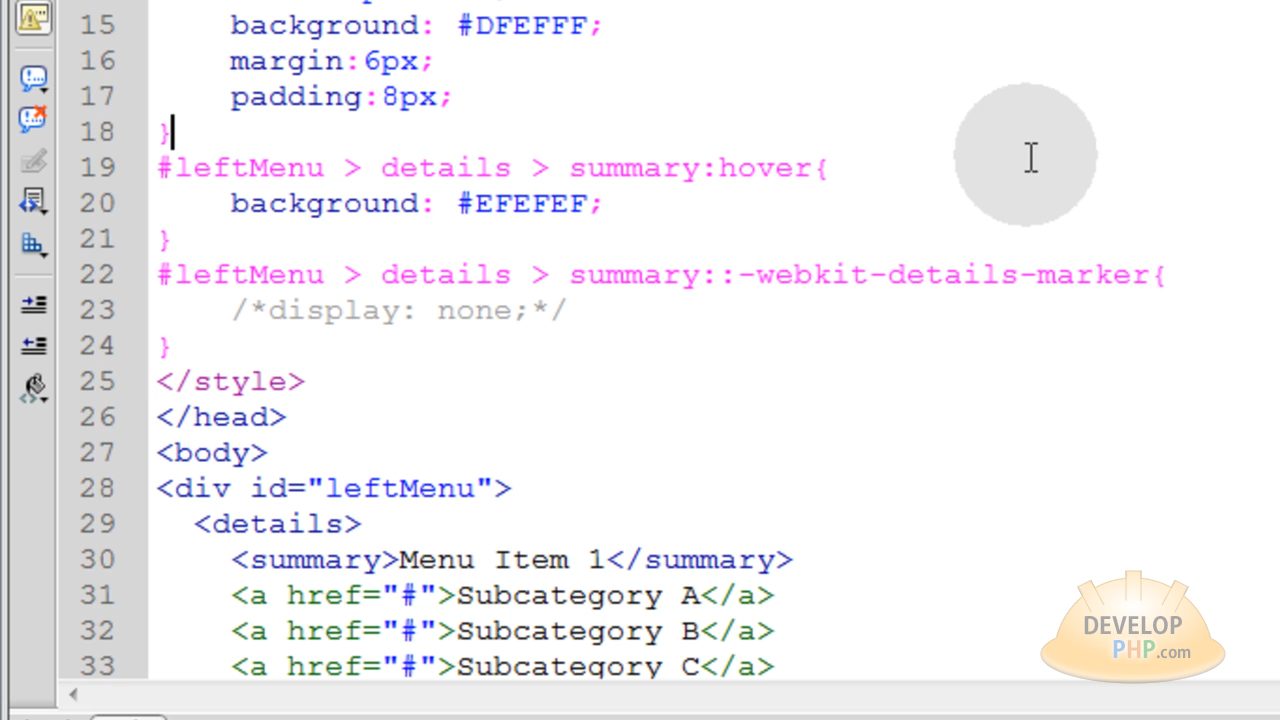 15 background: #DFEFFF;
16 margin:6px;
17 padding:8px;
18 }
19 #leftMenu > details > summary:hover{
20 background: #EFEFEF;
21 }
22 #leftMenu > details > summary::-webkit-details-marker{
23 /*display: none;*/
24 }
25 </style>
26 </head>
27 <body>
28 <div id="leftMenu">
29 <details>
30 <summary>Menu Item 1</summary>
31 <a href="#">Subcategory A</a>
32 <a href="#">Subcategory B</a>
33 <a href="#">Subcategory C</a>
DEVELOP
PHP.com